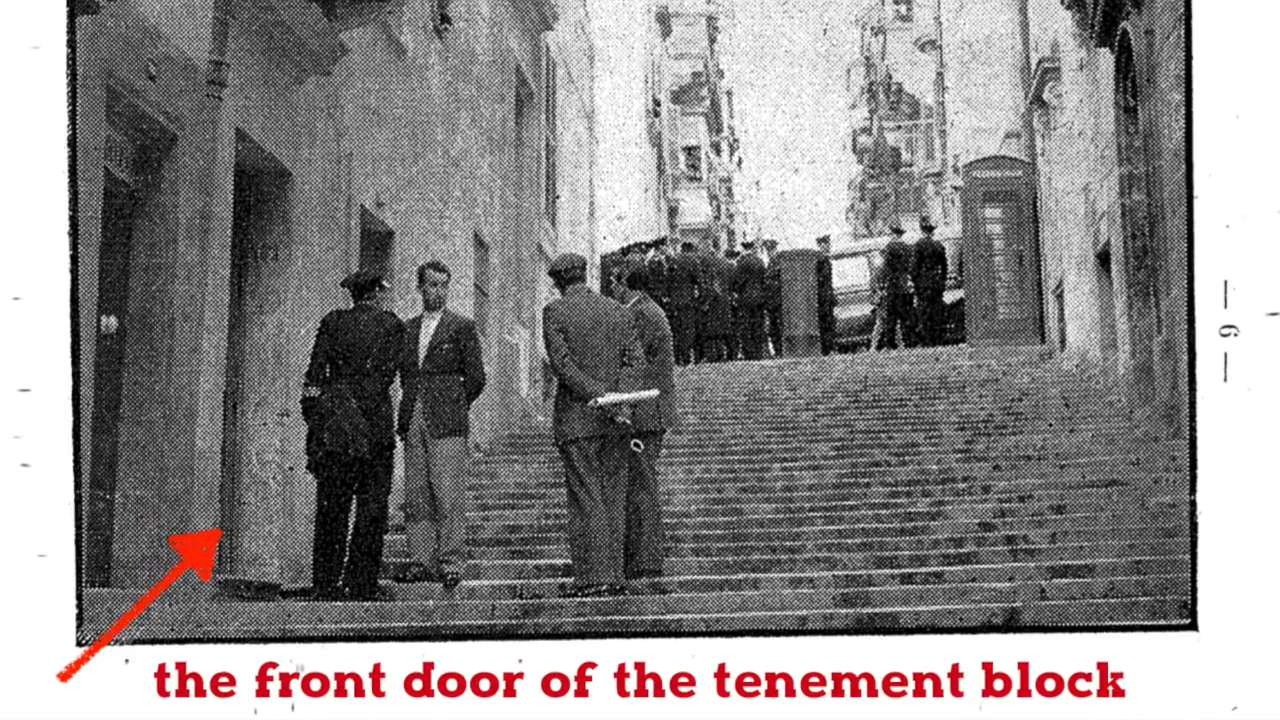 — 6 —
the front door of the tenement block